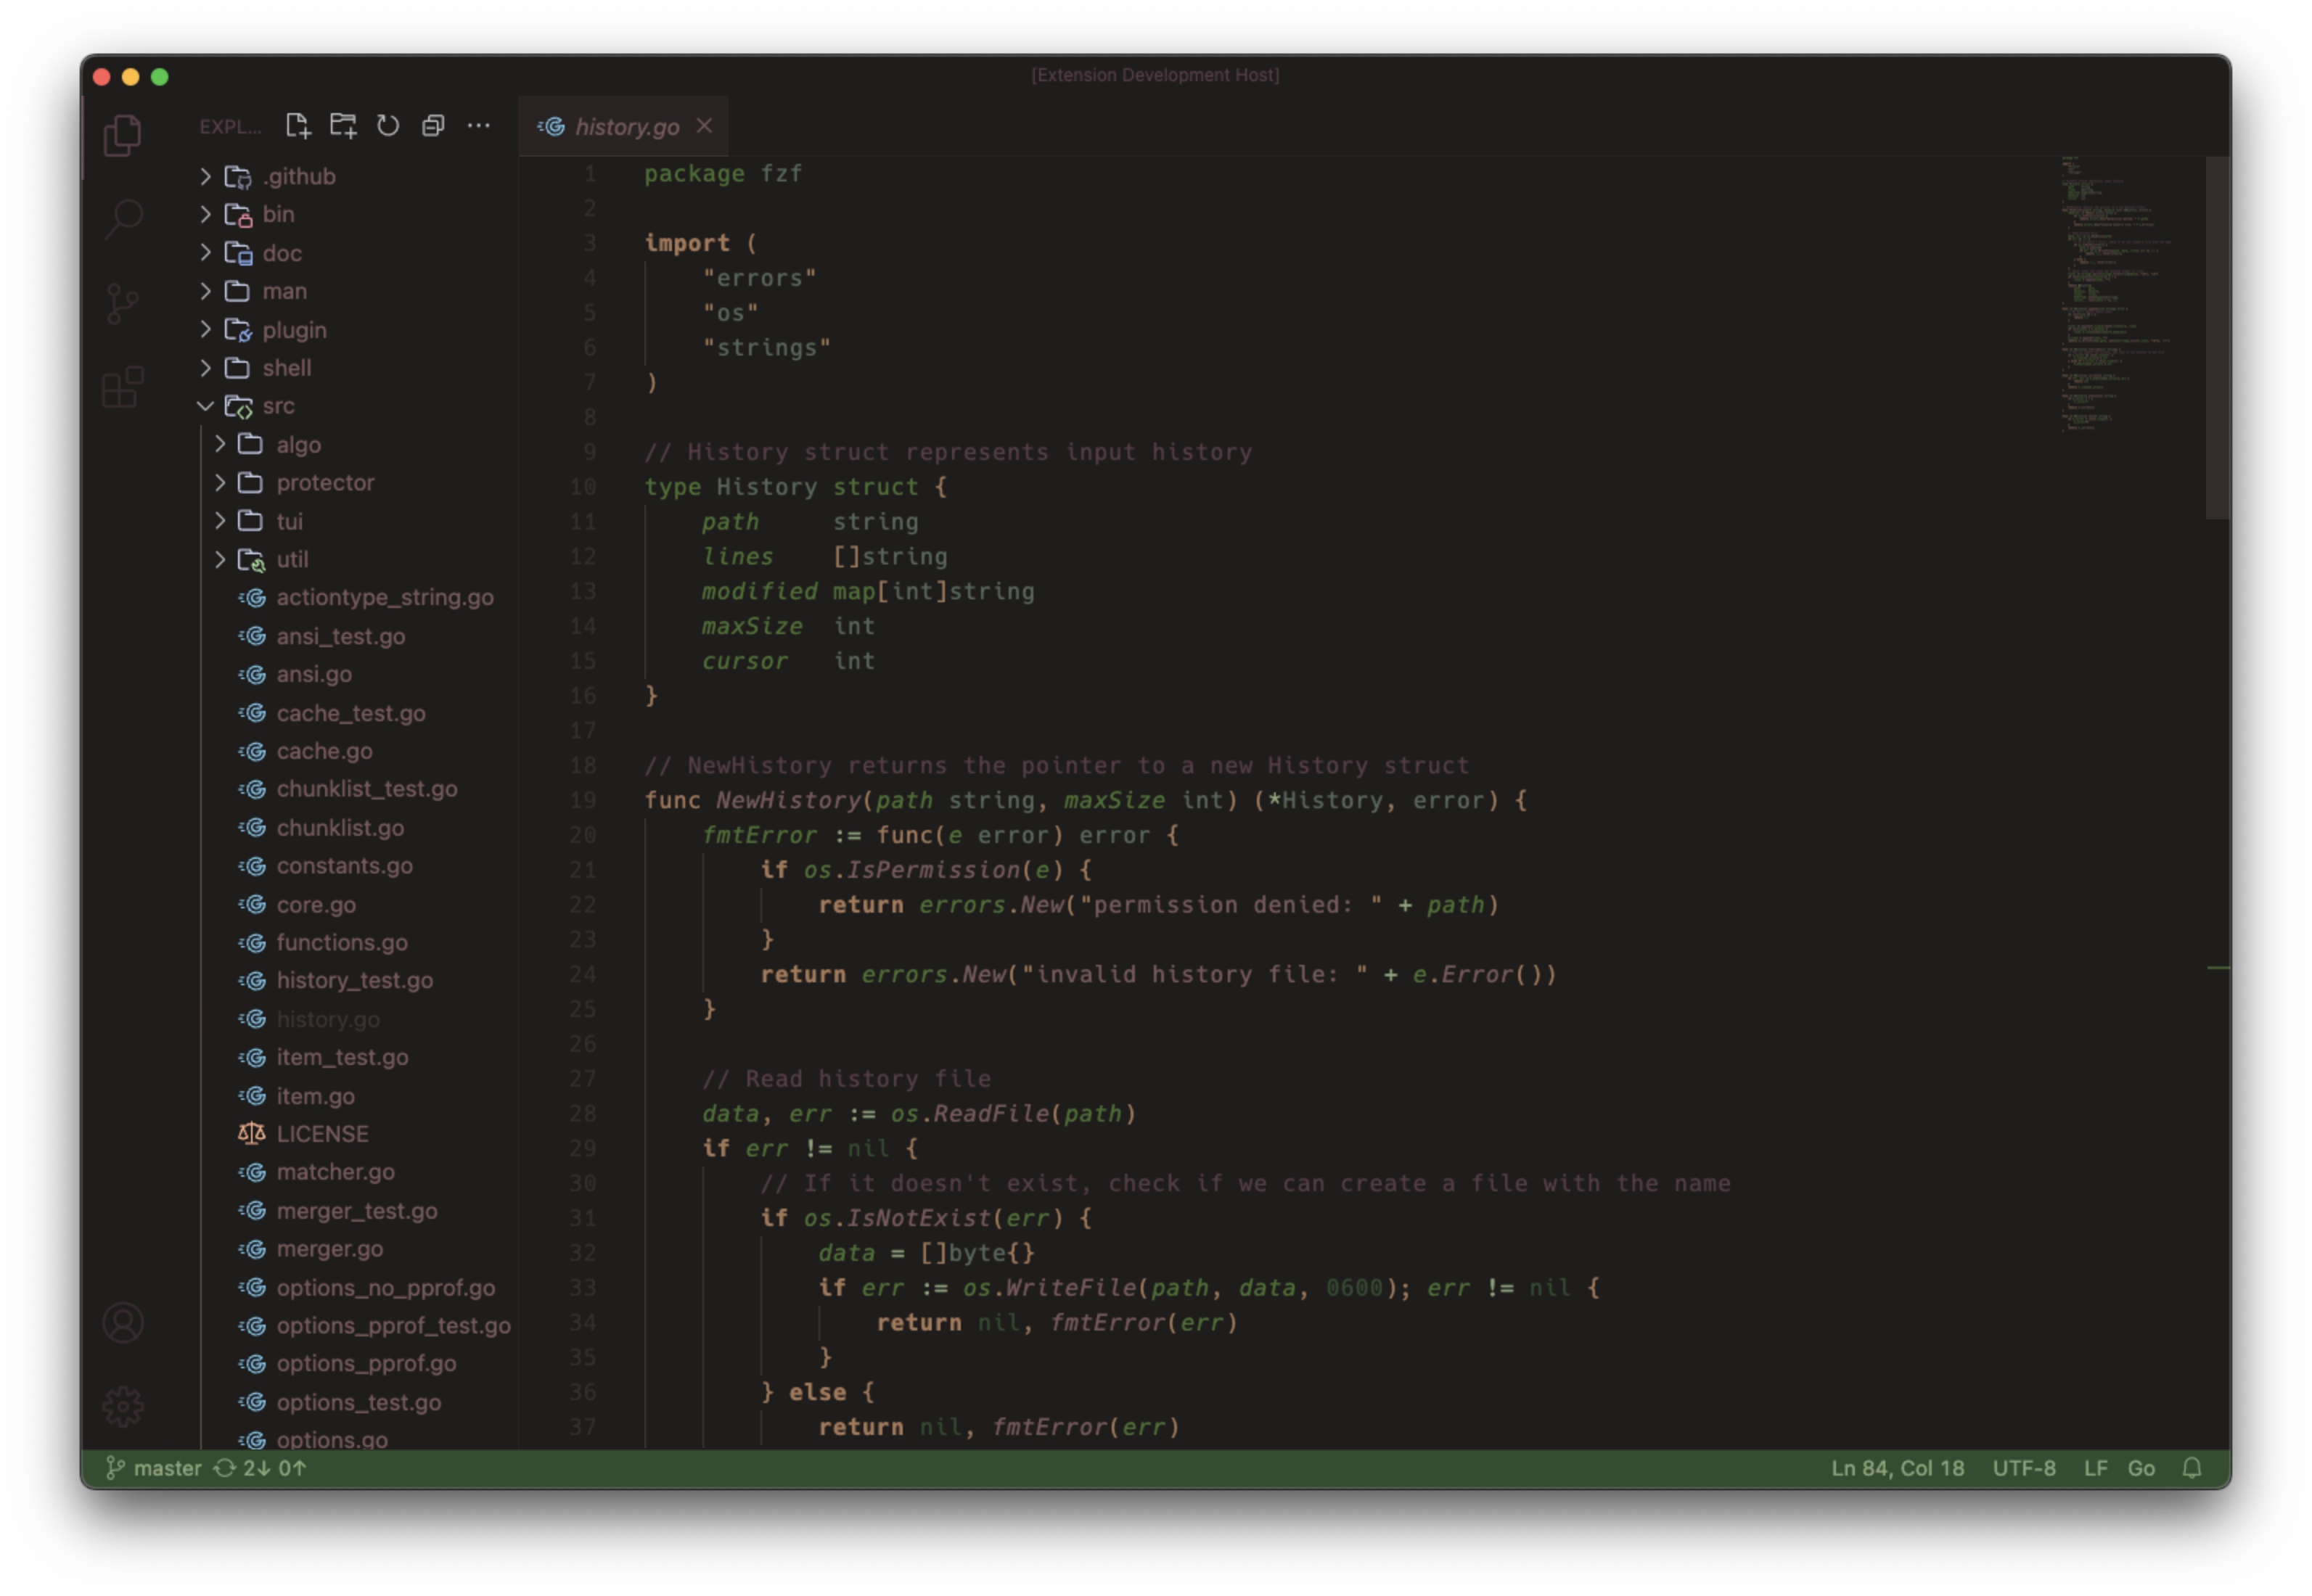 [Extension Development Host]
EXPL...
.github
bin
doc
man
plugin
shell
src
algo
protector
tui
util
actiontype_string.go
ansi_test.go
ansi.go
cache_test.go
cache.go
chunklist_test.go
chunklist.go
constants.go
core.go
functions.go
history_test.go
history.go
item_test.go
item.go
LICENSE
matcher.go
merger_test.go
merger.go
options_no_pprof.go
options_pprof_test.go
options_pprof.go
options_test.go
options.go
history.go
1 package fzf
2
3 import (
4 "errors"
5 "os"
6 "strings"
7 )
8
9 // History struct represents input history
10 type History struct {
11 path string
12 lines []string
13 modified map[int]string
14 maxSize int
15 cursor int
16 }
17
18 // NewHistory returns the pointer to a new History struct
19 func NewHistory(path string, maxSize int) (*History, error) {
20 fmtError := func(e error) error {
21 if os.IsPermission(e) {
22 return errors.New("permission denied: " + path)
23 }
24 return errors.New("invalid history file: " + e.Error())
25 }
26
27 // Read history file
28 data, err := os.ReadFile(path)
29 if err != nil {
30 // If it doesn't exist, check if we can create a file with the name
31 if os.IsNotExist(err) {
32 data = []byte{}
33 if err := os.WriteFile(path, data, 0600); err != nil {
34 return nil, fmtError(err)
35 }
36 } else {
37 return nil, fmtError(err)
master 2↓ 0↑
Ln 84, Col 18 UTF-8 LF Go